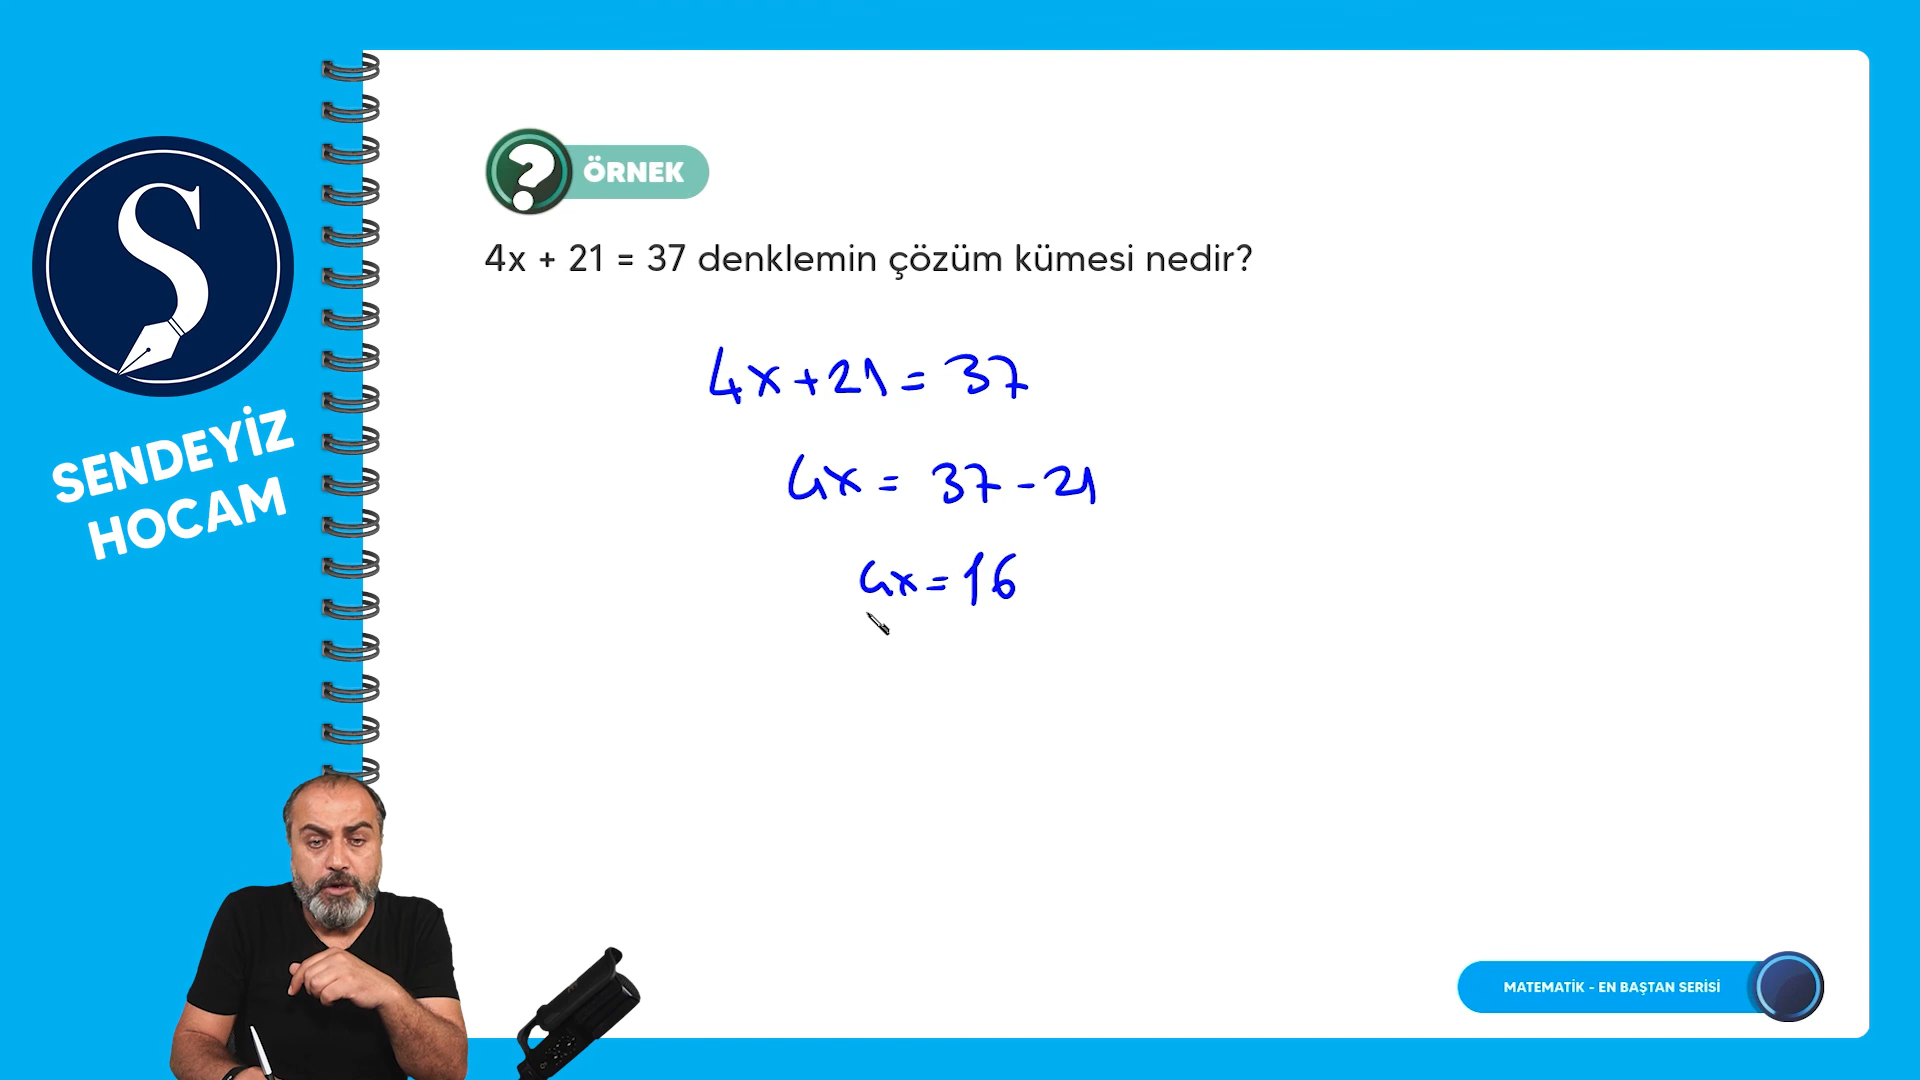 SENDEYİZ
HOCAM
? ÖRNEK
4x + 21 = 37 denklemin çözüm kümesi nedir?
4x + 21 = 37
4x = 37 - 21
4x = 16
MATEMATİK - EN BAŞTAN SERİSİ